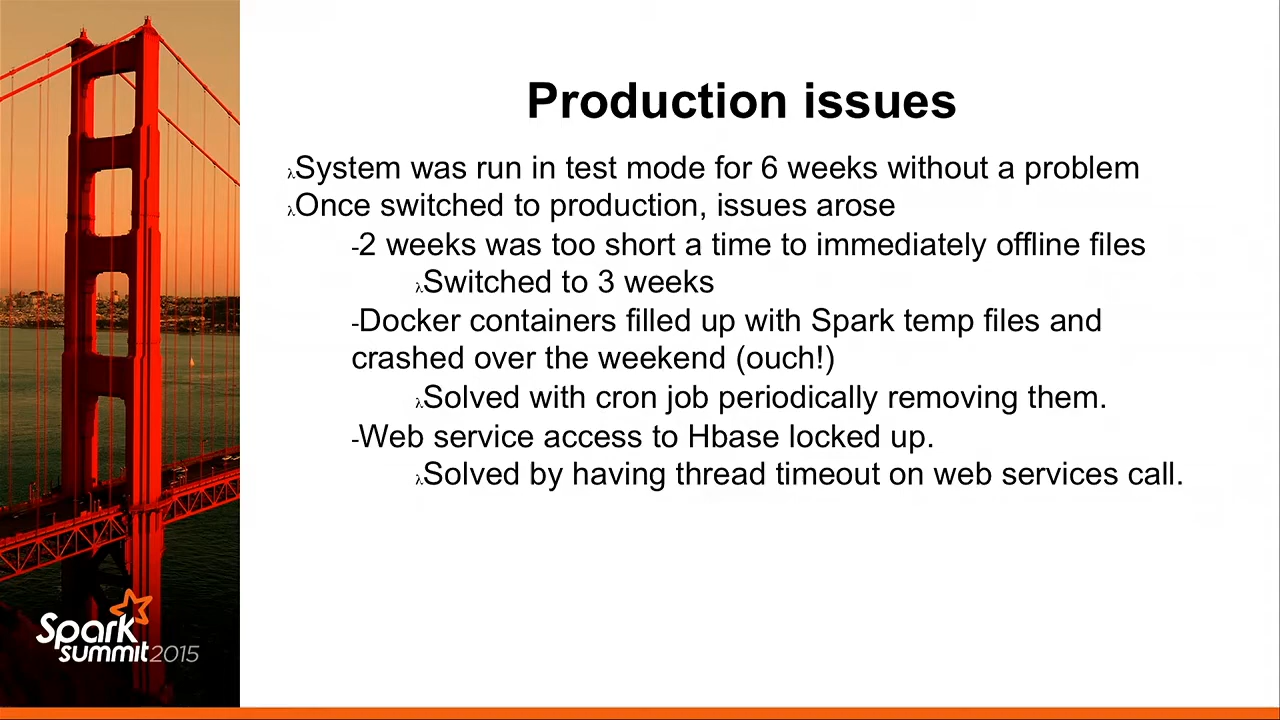 Production issues
λSystem was run in test mode for 6 weeks without a problem
λOnce switched to production, issues arose
-2 weeks was too short a time to immediately offline files
λSwitched to 3 weeks
-Docker containers filled up with Spark temp files and
crashed over the weekend (ouch!)
λSolved with cron job periodically removing them.
-Web service access to Hbase locked up.
λSolved by having thread timeout on web services call.
Spark
summit2015